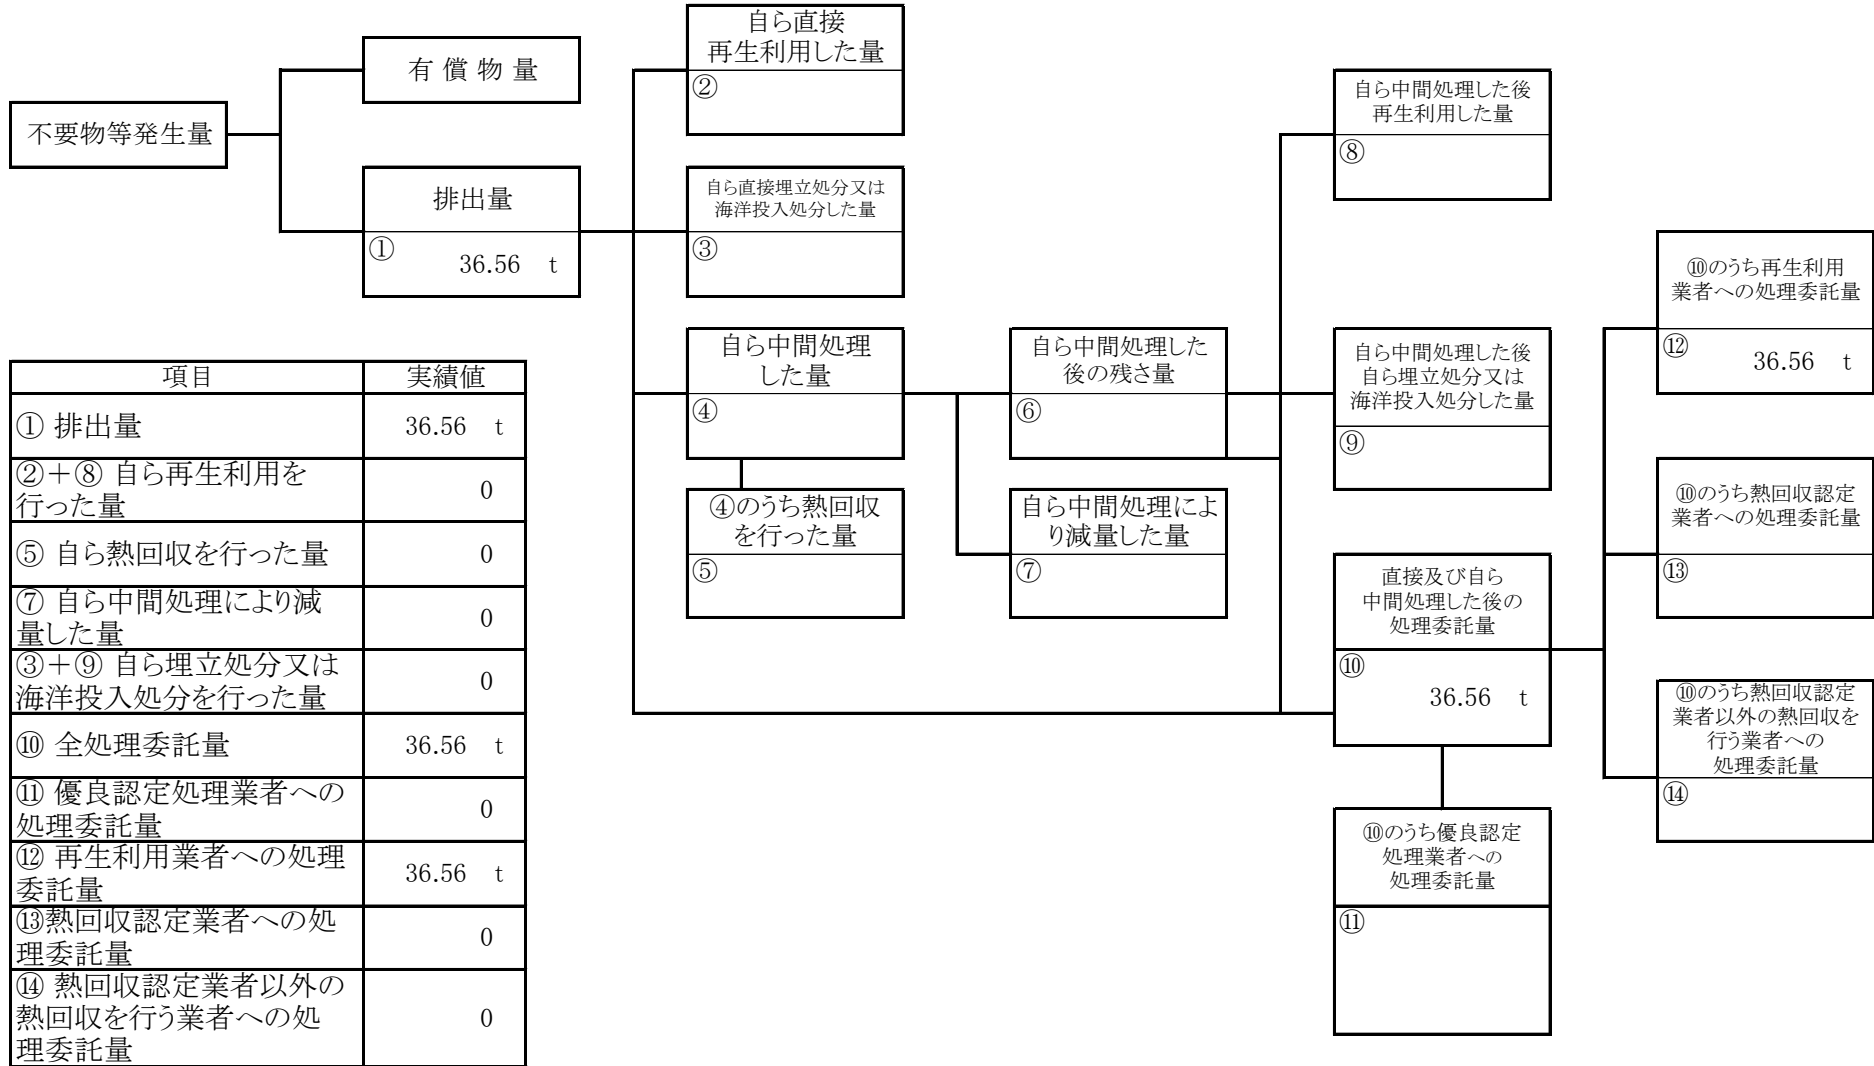 不要物等発生量
有償物量
排出量
①
36.56 t
自ら直接
再生利用した量
②
自ら直接埋立処分又は
海洋投入処分した量
③
自ら中間処理
した量
④
④のうち熱回収
を行った量
⑤
自ら中間処理した
後の残さ量
⑥
自ら中間処理によ
り減量した量
⑦
自ら中間処理した後
再生利用した量
⑧
自ら中間処理した後
自ら埋立処分又は
海洋投入処分した量
⑨
直接及び自ら
中間処理した後の
処理委託量
⑩
36.56 t
⑩のうち優良認定
処理業者への
処理委託量
⑪
⑩のうち再生利用
業者への処理委託量
⑫
36.56 t
⑩のうち熱回収認定
業者への処理委託量
⑬
⑩のうち熱回収認定
業者以外の熱回収を
行う業者への
処理委託量
⑭
項目 実績値
① 排出量 36.56 t
②+⑧ 自ら再生利用を
行った量 0
⑤ 自ら熱回収を行った量 0
⑦ 自ら中間処理により減
量した量 0
③+⑨ 自ら埋立処分又は
海洋投入処分を行った量 0
⑩ 全処理委託量 36.56 t
⑪ 優良認定処理業者への
処理委託量 0
⑫ 再生利用業者への処理
委託量 36.56 t
⑬熱回収認定業者への処
理委託量 0
⑭ 熱回収認定業者以外の
熱回収を行う業者への処
理委託量 0